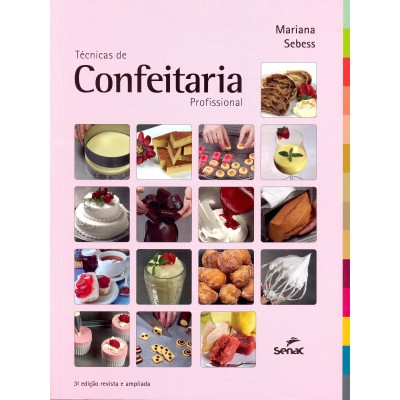 Mariana
Sebess
Técnicas de
Confeitaria
Profissional
3ª edição revista e ampliada
senac